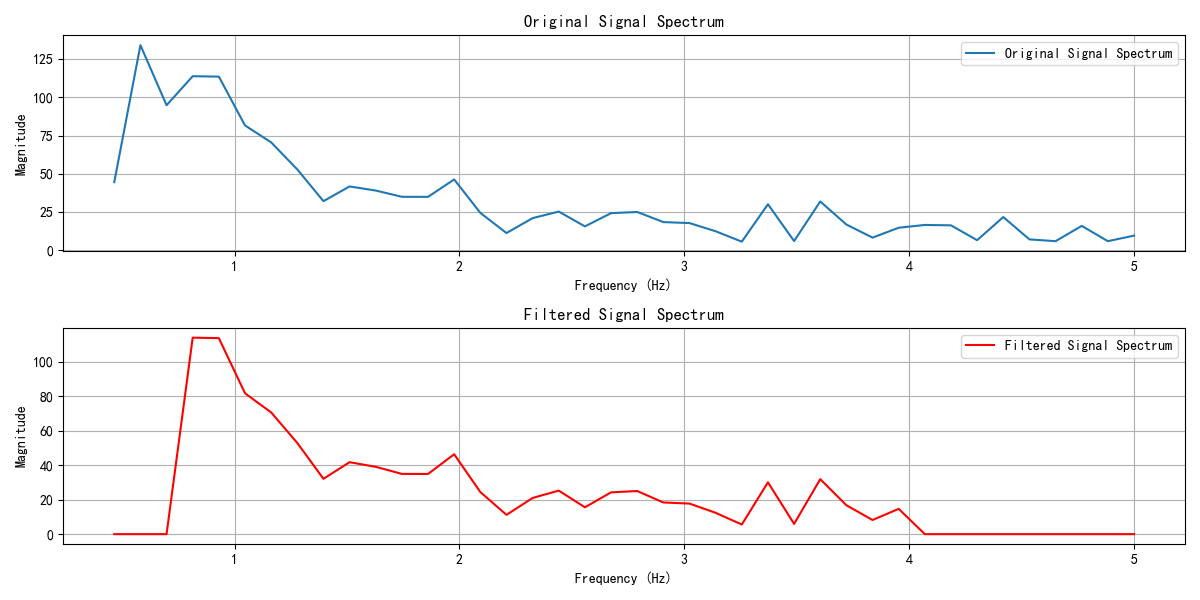 Original Signal Spectrum
Original Signal Spectrum
125
100
75
50
25
0
Magnitude
1 2 3 4 5
Frequency (Hz)
Filtered Signal Spectrum
Filtered Signal Spectrum
100
80
60
40
20
0
Magnitude
1 2 3 4 5
Frequency (Hz)